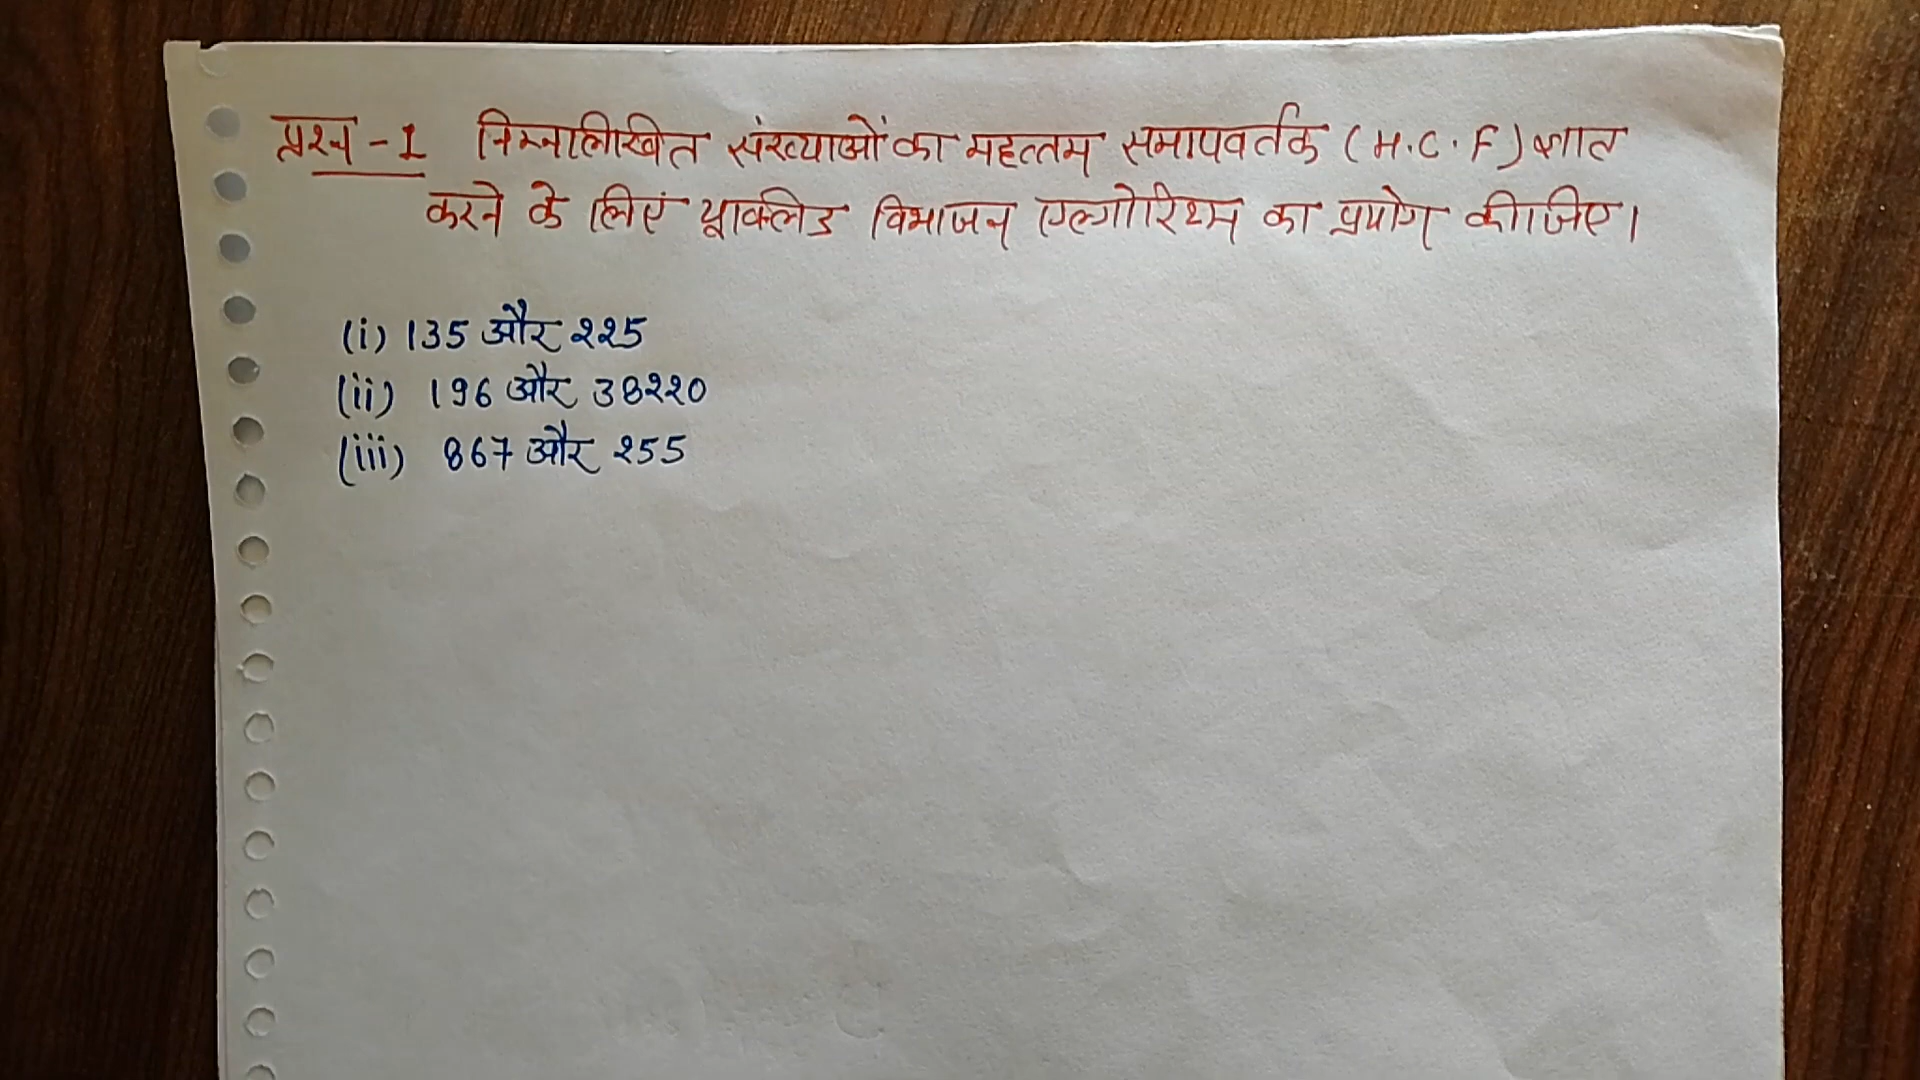 प्रश्न - 1 निम्नलिखित संख्याओं का महत्तम समापवर्तक (H.C.F) ज्ञात
करने के लिएं यूक्लिड विभाजन एल्गोरिथ्म का प्रयोग कीजिए।
(i) 135 और 225
(ii) 196 और 38220
(iii) 867 और 255